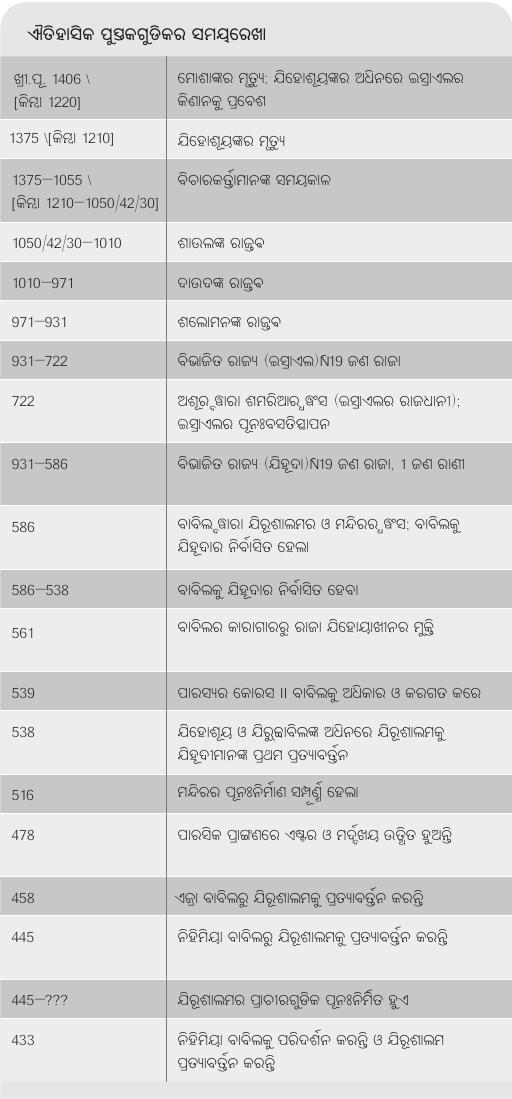 ଐତିହାସିକ ପୁସ୍ତକଗୁଡିକର ସମୟରେଖା
ଖ୍ରୀ.ପୂ. 1406 \ ମୋଶାଙ୍କର ମୃତ୍ୟୁ; ଯିହୋଶୂୟଙ୍କର ଅଧିନରେ ଇସ୍ରାଏଲର
[କିମ୍ବା 1220] କିଣାନକୁ ପ୍ରବେଶ
1375 \[କିମ୍ବା 1210] ଯିହୋଶୂୟଙ୍କର ମୃତ୍ୟୁ
1375—1055 \ ବିଚାରକର୍ତ୍ତାମାନଙ୍କ ସମୟକାଳ
[କିମ୍ବା 1210—1050/42/30]
1050/42/30—1010 ଶାଉଲଙ୍କ ରାଜ୍ତଵ
1010—971 ଦାଉଦଙ୍କ ରାଜ୍ତଵ
971—931 ଶଲୋମନଙ୍କ ରାଜ୍ତଵ
931—722 ବିଭାଜିତ ରାଜ୍ୟ (ଇସ୍ରାଏଲ)Ñ19 ଜଣ ରାଜା
722 ଅଶୂର୍ଦ୍ବାରା ଶମରିଆର୍ଧ୍ଵଂସ (ଇସ୍ରାଏଲର ରାଜଧାନୀ);
ଇସ୍ରାଏଲର ପୂନଃବସତିସ୍ଥାପନ
931—586 ବିଭାଜିତ ରାଜ୍ୟ (ଯିହୂଦା)Ñ19 ଜଣ ରାଜା, 1 ଜଣ ରାଣୀ
586 ବାବିଲ୍ଦ୍ବାରା ଯିରୂଶାଲମର ଓ ମନ୍ଦିରର୍ଧ୍ଵଂସ; ବାବିଲକୁ
ଯିହୂଦାର ନିର୍ବାସିତ ହେଲା
586—538 ବାବିଲକୁ ଯିହୂଦାର ନିର୍ବାସିତ ହେବା
561 ବାବିଲର କାରାଗାରରୁ ରାଜା ଯିହୋୟାଖୀନର ମୁକ୍ତି
539 ପାରସ୍ୟର କୋରସ II ବାବିଲକୁ ଅଧିକାର ଓ କରଗତ କରେ
538 ଯିହୋଶୂୟ ଓ ଯିରୁବ୍ବାବିଲଙ୍କ ଅଧିନରେ ଯିରୂଶାଲମକୁ
ଯିହୂଦୀମାନଙ୍କ ପ୍ରଥମ ପ୍ରତ୍ୟାବର୍ତ୍ତନ
516 ମନ୍ଦିରର ପୂନଃନିର୍ମାଣ ସମ୍ପୂର୍ଣ୍ଣ ହେଲା
478 ପାରସିକ ପ୍ରାଙ୍ଗଣରେ ଏଷ୍ଟର ଓ ମର୍ଦ୍ଦଖୟ ଉତ୍ଥିତ ହୁଅନ୍ତି
458 ଏଜ୍ରା ବାବିଲରୁ ଯିରୂଶାଲମକୁ ପ୍ରତ୍ୟାବର୍ତ୍ତନ କରନ୍ତି
445 ନିହିମିୟା ବାବିଲରୁ ଯିରୂଶାଲମକୁ ପ୍ରତ୍ୟାବର୍ତ୍ତନ କରନ୍ତି
445—??? ଯିରୂଶାଲମର ପ୍ରାଚୀରଗୁଡିକ ପୂନଃନିର୍ମିତ ହୁଏ
433 ନିହିମିୟା ବାବିଲକୁ ପରିଦର୍ଶନ କରନ୍ତି ଓ ଯିରୂଶାଲମ
ପ୍ରତ୍ୟାବର୍ତ୍ତନ କରନ୍ତି